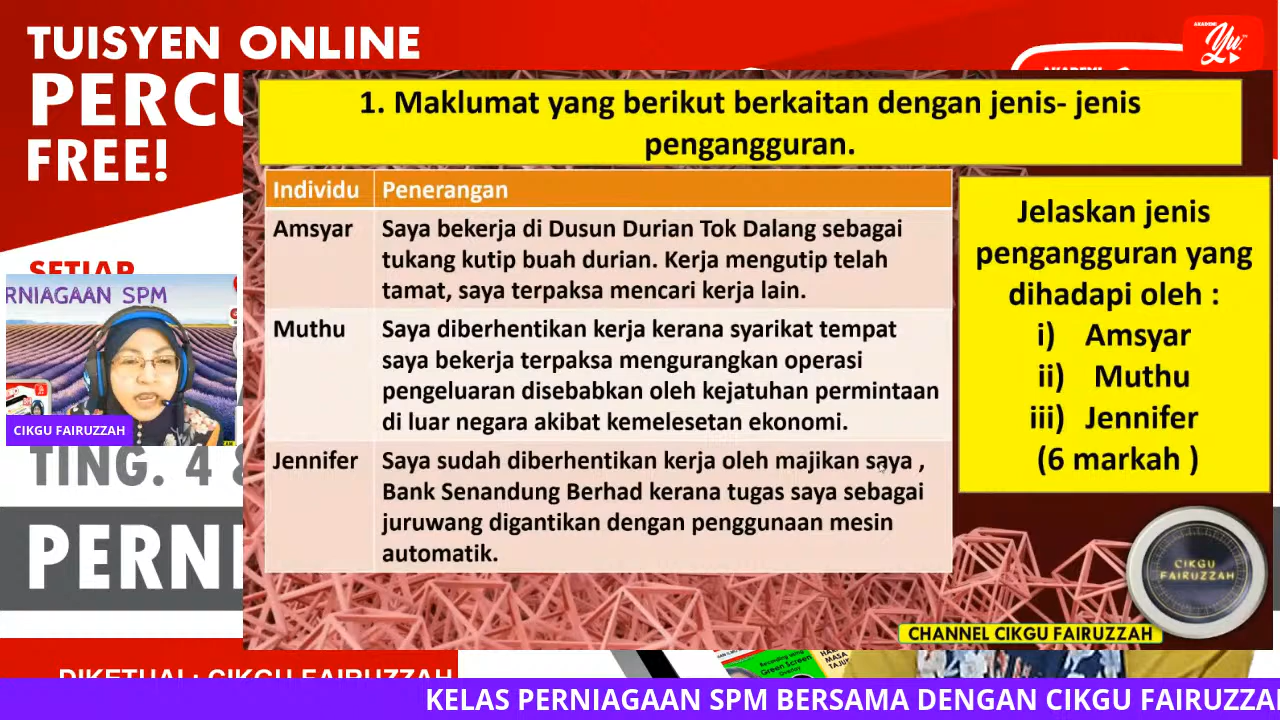 TUISYEN ONLINE
FREE!
AKADEMI
Yu
1. Maklumat yang berikut berkaitan dengan jenis- jenis
pengangguran.
Individu
Penerangan
Amsyar
Saya bekerja di Dusun Durian Tok Dalang sebagai
tukang kutip buah durian. Kerja mengutip telah
tamat, saya terpaksa mencari kerja lain.
Muthu
Saya diberhentikan kerja kerana syarikat tempat
saya bekerja terpaksa mengurangkan operasi
pengeluaran disebabkan oleh kejatuhan permintaan
di luar negara akibat kemelesetan ekonomi.
Jennifer
Saya sudah diberhentikan kerja oleh majikan saya ,
Bank Senandung Berhad kerana tugas saya sebagai
juruwang digantikan dengan penggunaan mesin
automatik.
Jelaskan jenis
pengangguran yang
dihadapi oleh :
i) Amsyar
ii) Muthu
iii) Jennifer
(6 markah )
SPM
CIKGU FAIRUZZAH
TING. 4
CIKGU
FAIRUZZAH
CHANNEL CIKGU FAIRUZZAH
Green Screen
KELAS PERNIAGAAN SPM BERSAMA DENGAN CIKGU